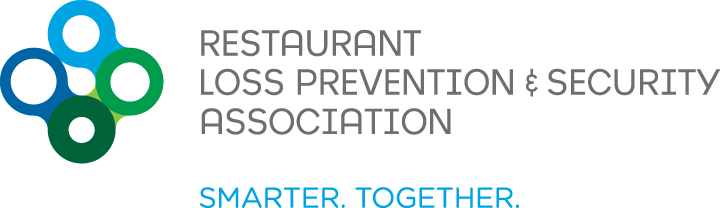 RESTAURANT
LOSS PREVENTION & SECURITY
ASSOCIATION
SMARTER. TOGETHER.